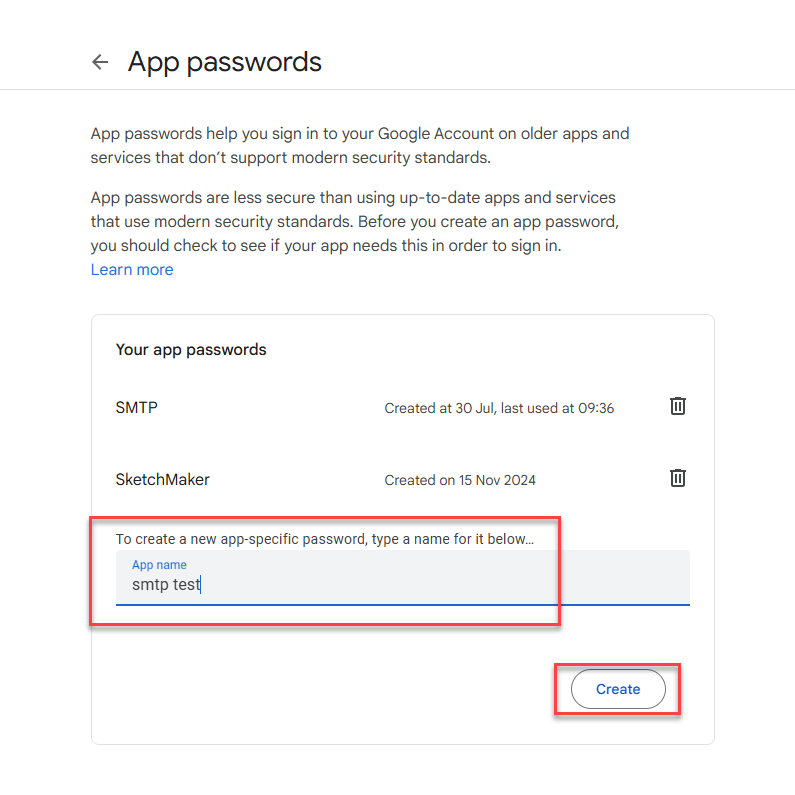 App passwords
App passwords help you sign in to your Google Account on older apps and
services that don’t support modern security standards.
App passwords are less secure than using up-to-date apps and services
that use modern security standards. Before you create an app password,
you should check to see if your app needs this in order to sign in.
Learn more
Your app passwords
SMTP Created at 30 Jul, last used at 09:36
SketchMaker Created on 15 Nov 2024
To create a new app-specific password, type a name for it below...
App name
smtp test
Create